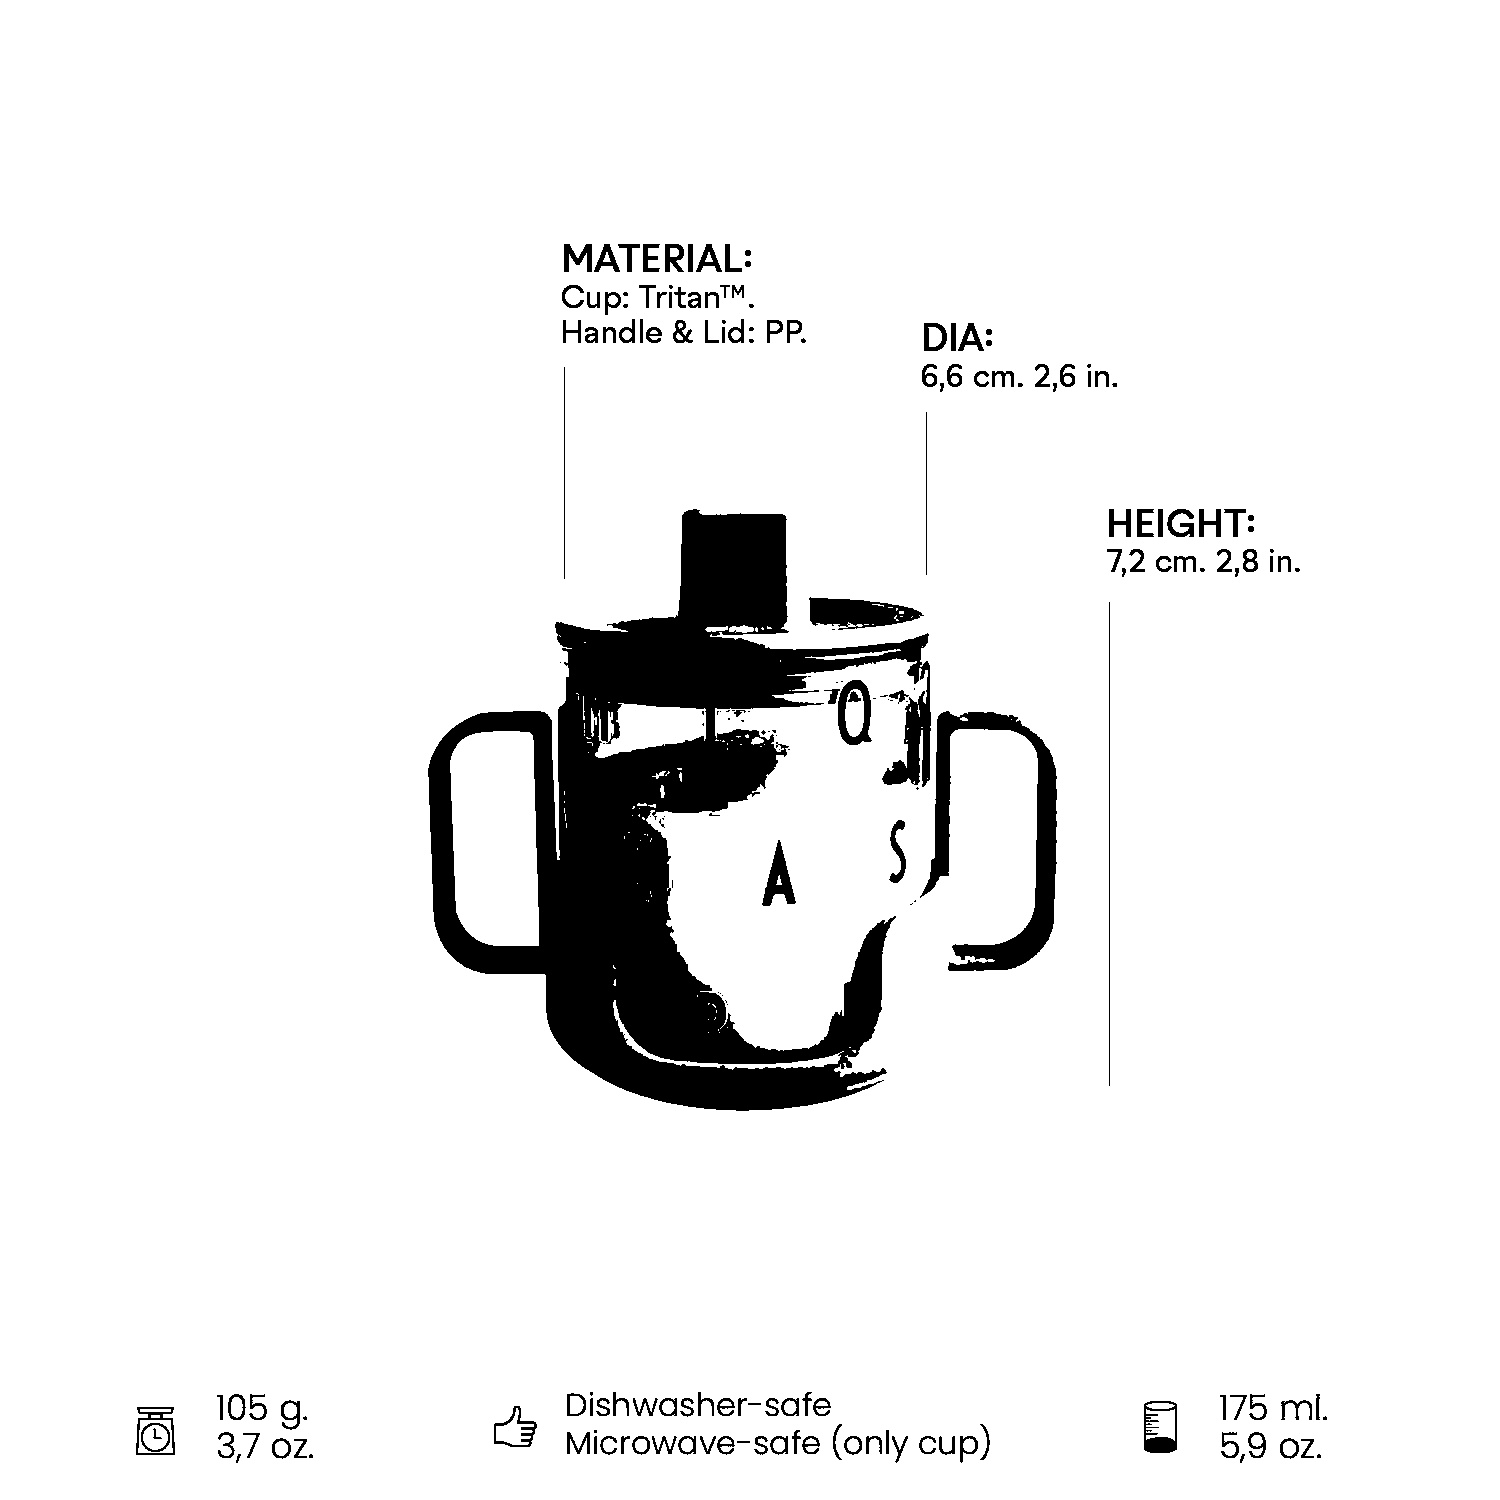 MATERIAL:
Cup: Tritan™.
Handle & Lid: PP.
DIA:
6,6 cm. 2,6 in.
HEIGHT:
7,2 cm. 2,8 in.
Q
A
S
105 g.
3,7 oz.
Dishwasher-safe
Microwave-safe (only cup)
175 ml.
5,9 oz.